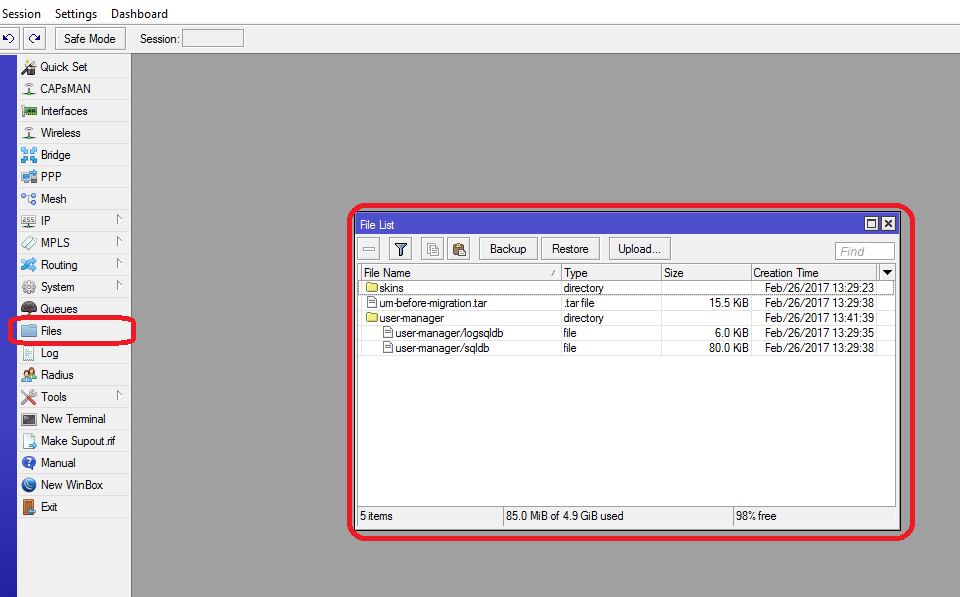 Session Settings Dashboard
Safe Mode Session:
Quick Set
CAPsMAN
Interfaces
Wireless
Bridge
PPP
Mesh
255 IP
MPLS
Routing
System
Queues
Files
Log
Radius
Tools
New Terminal
Make Supout.rif
Manual
New WinBox
Exit
File List
Backup Restore Upload... Find
File Name Type Size Creation Time
skins directory Feb/26/2017 13:29:23
um-before-migration.tar .tar file 15.5 KiB Feb/26/2017 13:29:38
user-manager directory Feb/26/2017 13:41:39
user-manager/logsqldb file 6.0 KiB Feb/26/2017 13:29:35
user-manager/sqldb file 80.0 KiB Feb/26/2017 13:29:38
5 items 85.0 MiB of 4.9 GiB used 98% free